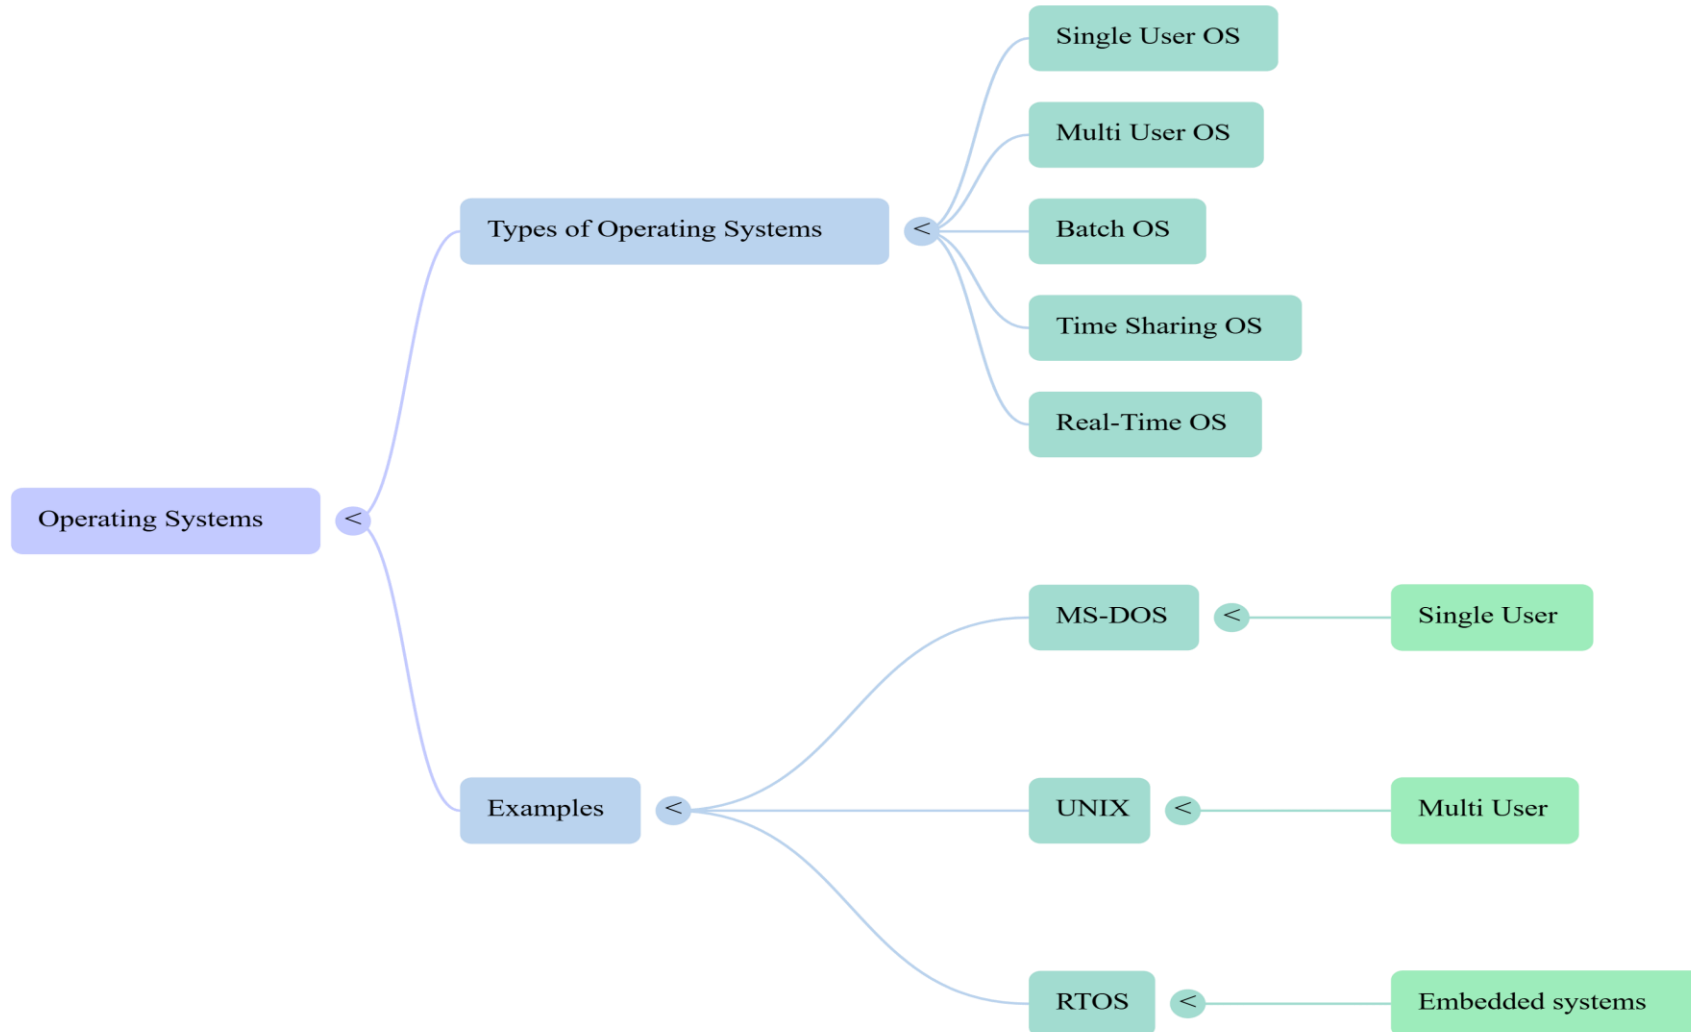 Operating Systems
<
Types of Operating Systems
<
Single User OS
Multi User OS
Batch OS
Time Sharing OS
Real-Time OS
Examples
<
MS-DOS
<
Single User
UNIX
<
Multi User
RTOS
<
Embedded systems